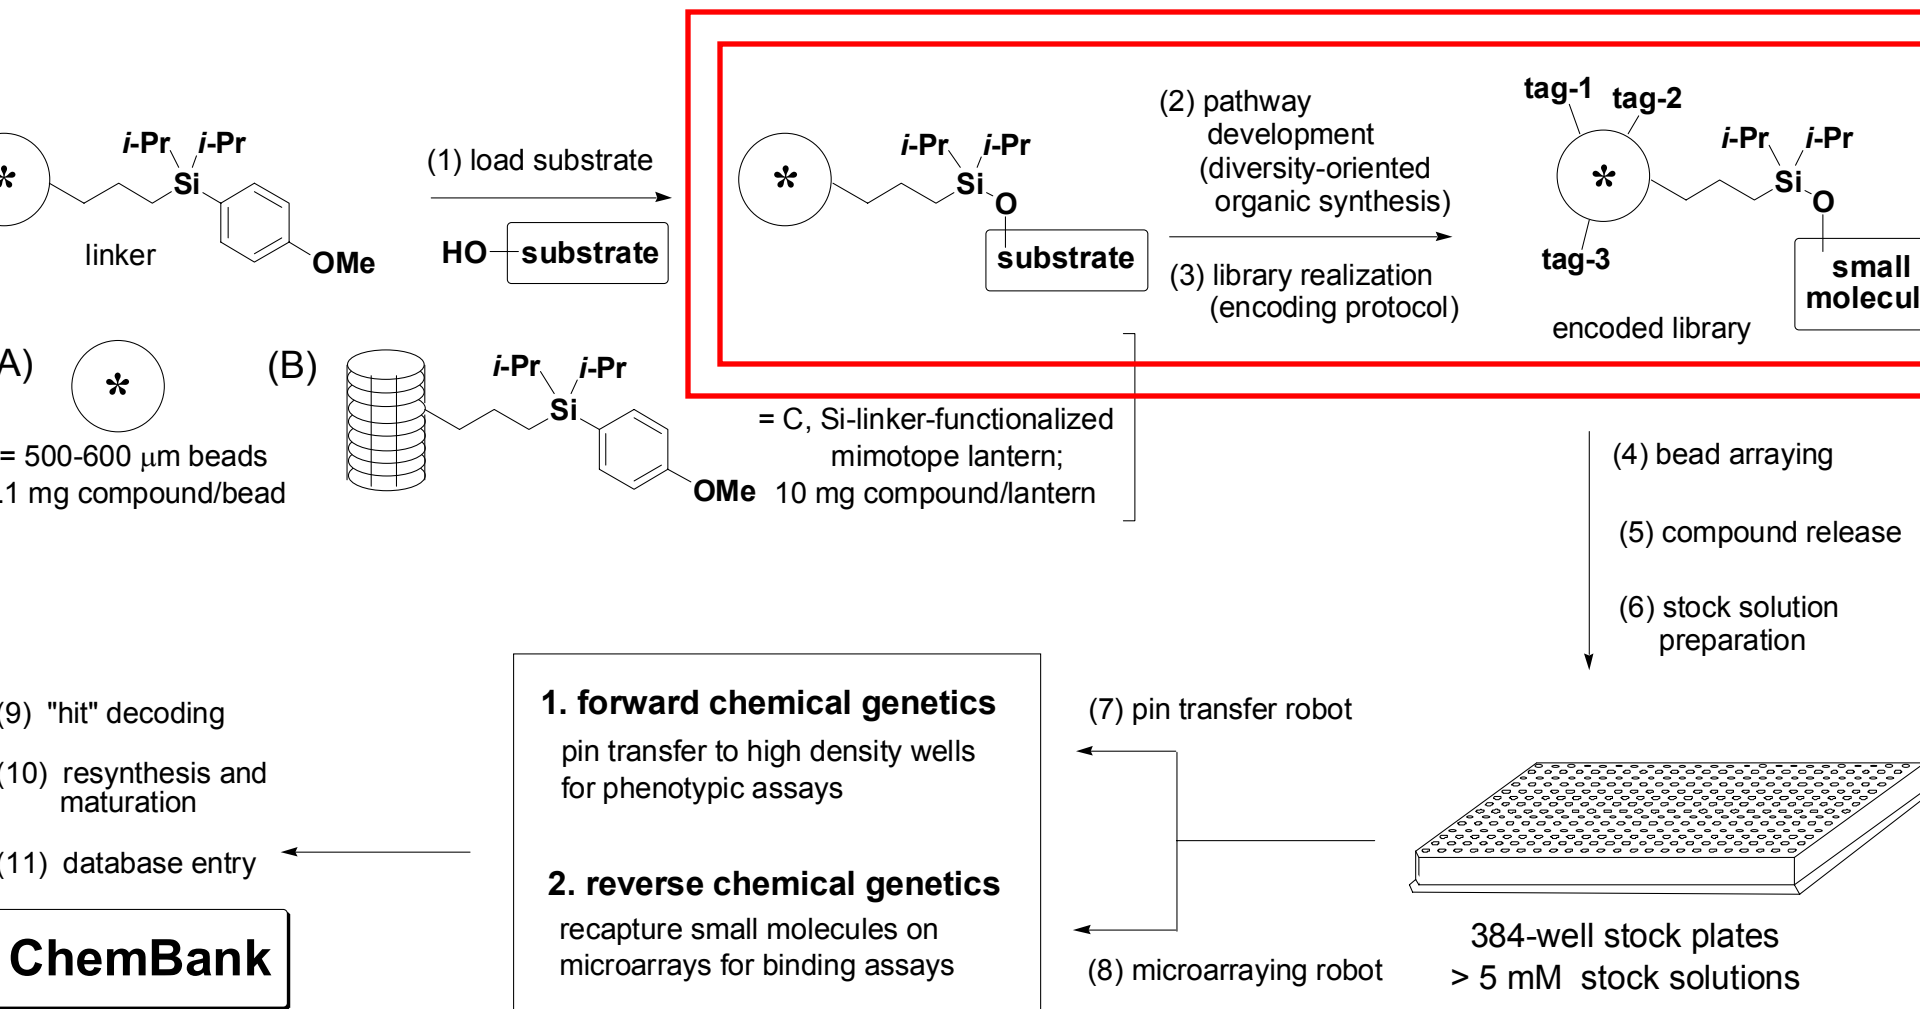 i-Pr i-Pr
Si
linker
OMe
(1) load substrate
HO substrate
*
i-Pr i-Pr
Si
O
substrate
*
(2) pathway
development
(diversity-oriented
organic synthesis)
(3) library realization
(encoding protocol)
tag-1 tag-2
i-Pr i-Pr
Si
O
*
tag-3
small
molecul
encoded library
A)
*
= 500-600 μm beads
.1 mg compound/bead
(B)
i-Pr i-Pr
Si
OMe
= C, Si-linker-functionalized
mimotope lantern;
10 mg compound/lantern
*
(4) bead arraying
(5) compound release
(6) stock solution
preparation
384-well stock plates
> 5 mM stock solutions
(7) pin transfer robot
(8) microarraying robot
1. forward chemical genetics
pin transfer to high density wells
for phenotypic assays
2. reverse chemical genetics
recapture small molecules on
microarrays for binding assays
(9) "hit" decoding
(10) resynthesis and
maturation
(11) database entry
ChemBank